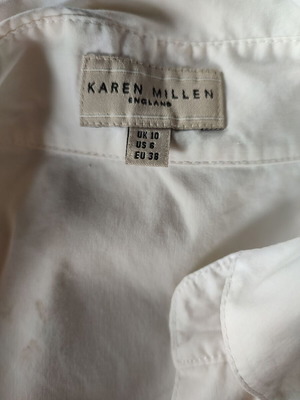 KAREN MILLEN
ENGLAND
UK 10
US 6
EU 38